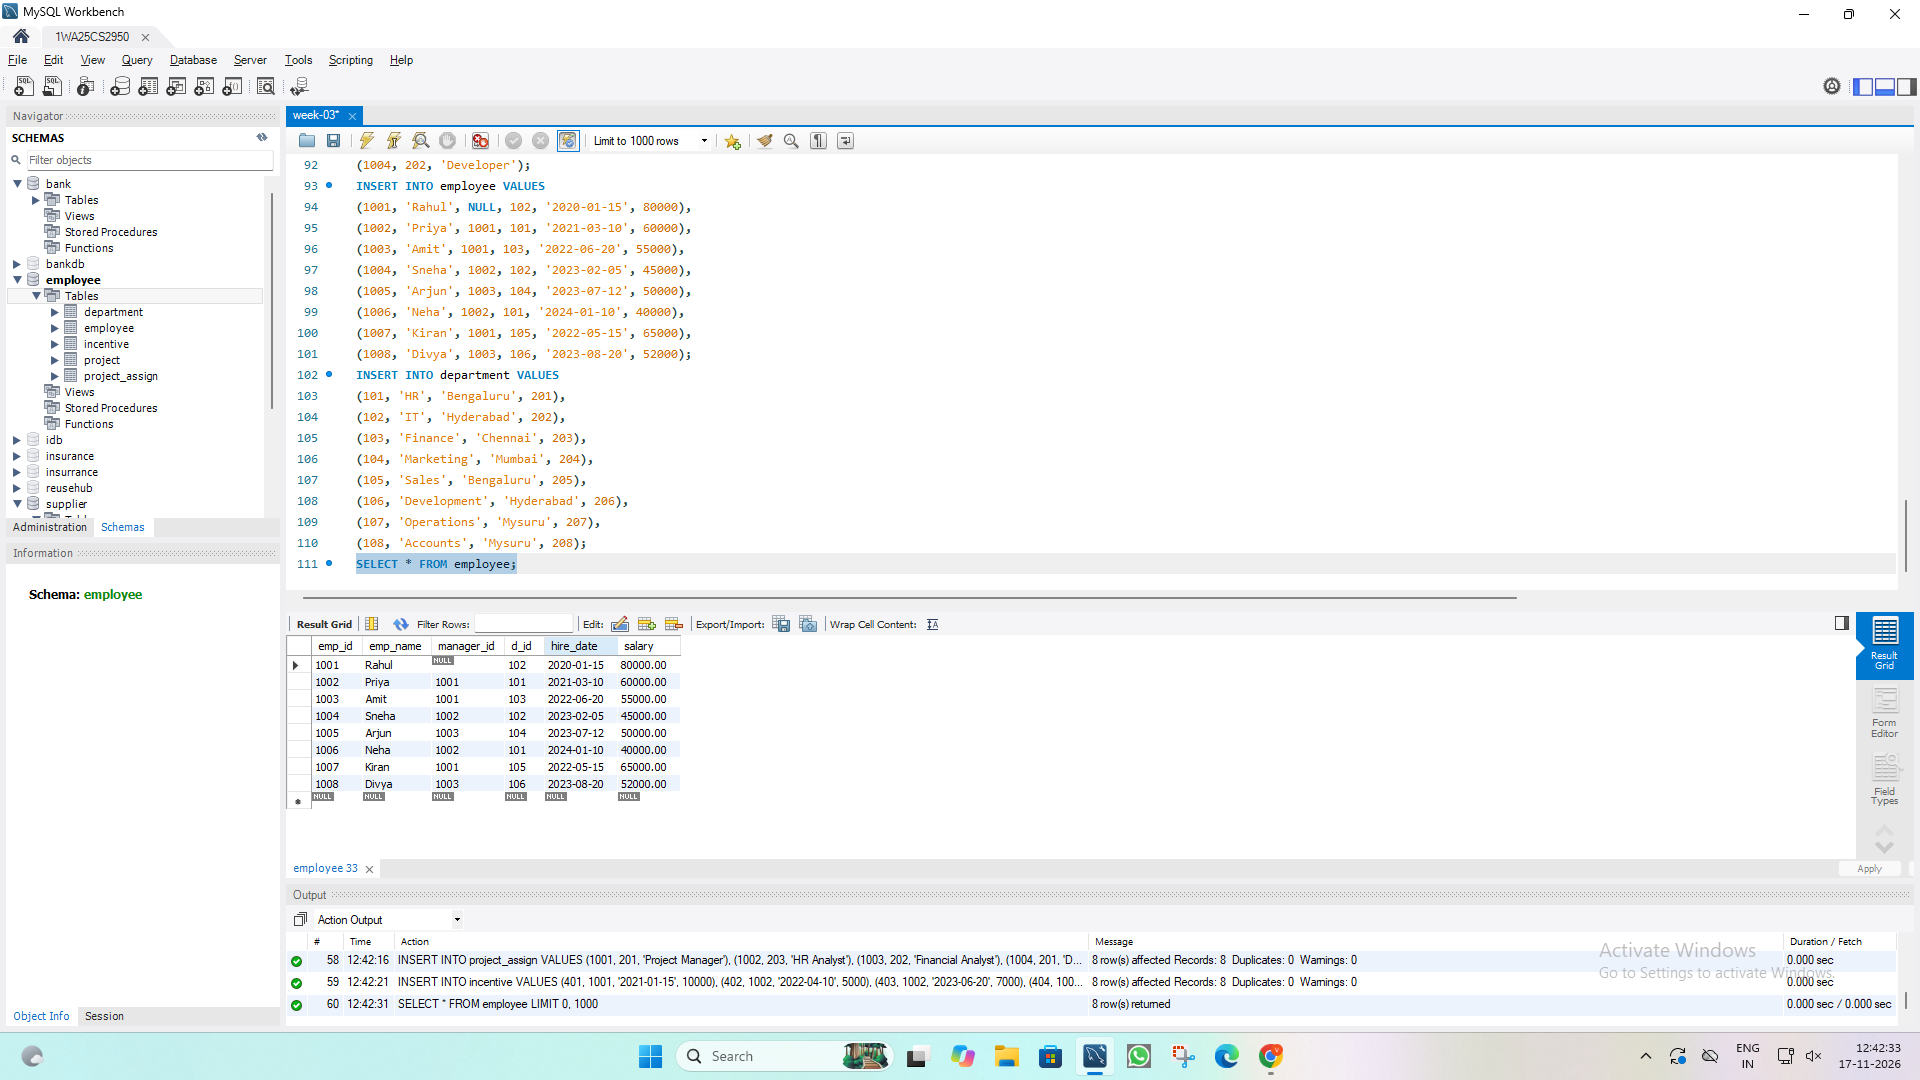 MySQL Workbench
1WA25CS2950
File Edit View Query Database Server Tools Scripting Help
Navigator
SCHEMAS
Filter objects
bank
Tables
Views
Stored Procedures
Functions
bankdb
employee
Tables
department
employee
incentive
project
project_assign
Views
Stored Procedures
Functions
idb
insurance
insurrance
reusehub
supplier
Administration Schemas
Information
Schema: employee
Object Info Session
week-03*
Limit to 1000 rows
92 (1004, 202, 'Developer');
93 INSERT INTO employee VALUES
94 (1001, 'Rahul', NULL, 102, '2020-01-15', 80000),
95 (1002, 'Priya', 1001, 101, '2021-03-10', 60000),
96 (1003, 'Amit', 1001, 103, '2022-06-20', 55000),
97 (1004, 'Sneha', 1002, 102, '2023-02-05', 45000),
98 (1005, 'Arjun', 1003, 104, '2023-07-12', 50000),
99 (1006, 'Neha', 1002, 101, '2024-01-10', 40000),
100 (1007, 'Kiran', 1001, 105, '2022-05-15', 65000),
101 (1008, 'Divya', 1003, 106, '2023-08-20', 52000);
102 INSERT INTO department VALUES
103 (101, 'HR', 'Bengaluru', 201),
104 (102, 'IT', 'Hyderabad', 202),
105 (103, 'Finance', 'Chennai', 203),
106 (104, 'Marketing', 'Mumbai', 204),
107 (105, 'Sales', 'Bengaluru', 205),
108 (106, 'Development', 'Hyderabad', 206),
109 (107, 'Operations', 'Mysuru', 207),
110 (108, 'Accounts', 'Mysuru', 208);
111 SELECT * FROM employee;
Result Grid Filter Rows: Edit: Export/Import: Wrap Cell Content:
emp_id emp_name manager_id d_id hire_date salary
1001 Rahul NULL 102 2020-01-15 80000.00
1002 Priya 1001 101 2021-03-10 60000.00
1003 Amit 1001 103 2022-06-20 55000.00
1004 Sneha 1002 102 2023-02-05 45000.00
1005 Arjun 1003 104 2023-07-12 50000.00
1006 Neha 1002 101 2024-01-10 40000.00
1007 Kiran 1001 105 2022-05-15 65000.00
1008 Divya 1003 106 2023-08-20 52000.00
NULL NULL NULL NULL NULL NULL
Result Grid
Form Editor
Field Types
employee 33
Apply
Output
Action Output
# Time Action Message Duration / Fetch
58 12:42:16 INSERT INTO project_assign VALUES (1001, 201, 'Project Manager'), (1002, 203, 'HR Analyst'), (1003, 202, 'Financial Analyst'), (1004, 201, 'D... 8 row(s) affected Records: 8 Duplicates: 0 Warnings: 0 0.000 sec
59 12:42:21 INSERT INTO incentive VALUES (401, 1001, '2021-01-15', 10000), (402, 1002, '2022-04-10', 5000), (403, 1002, '2023-06-20', 7000), (404, 100... 8 row(s) affected Records: 8 Duplicates: 0 Warnings: 0 0.000 sec
60 12:42:31 SELECT * FROM employee LIMIT 0, 1000 8 row(s) returned 0.000 sec / 0.000 sec
Activate Windows
Go to Settings to activate Windows.
Search
ENG
IN
12:42:33
17-11-2026